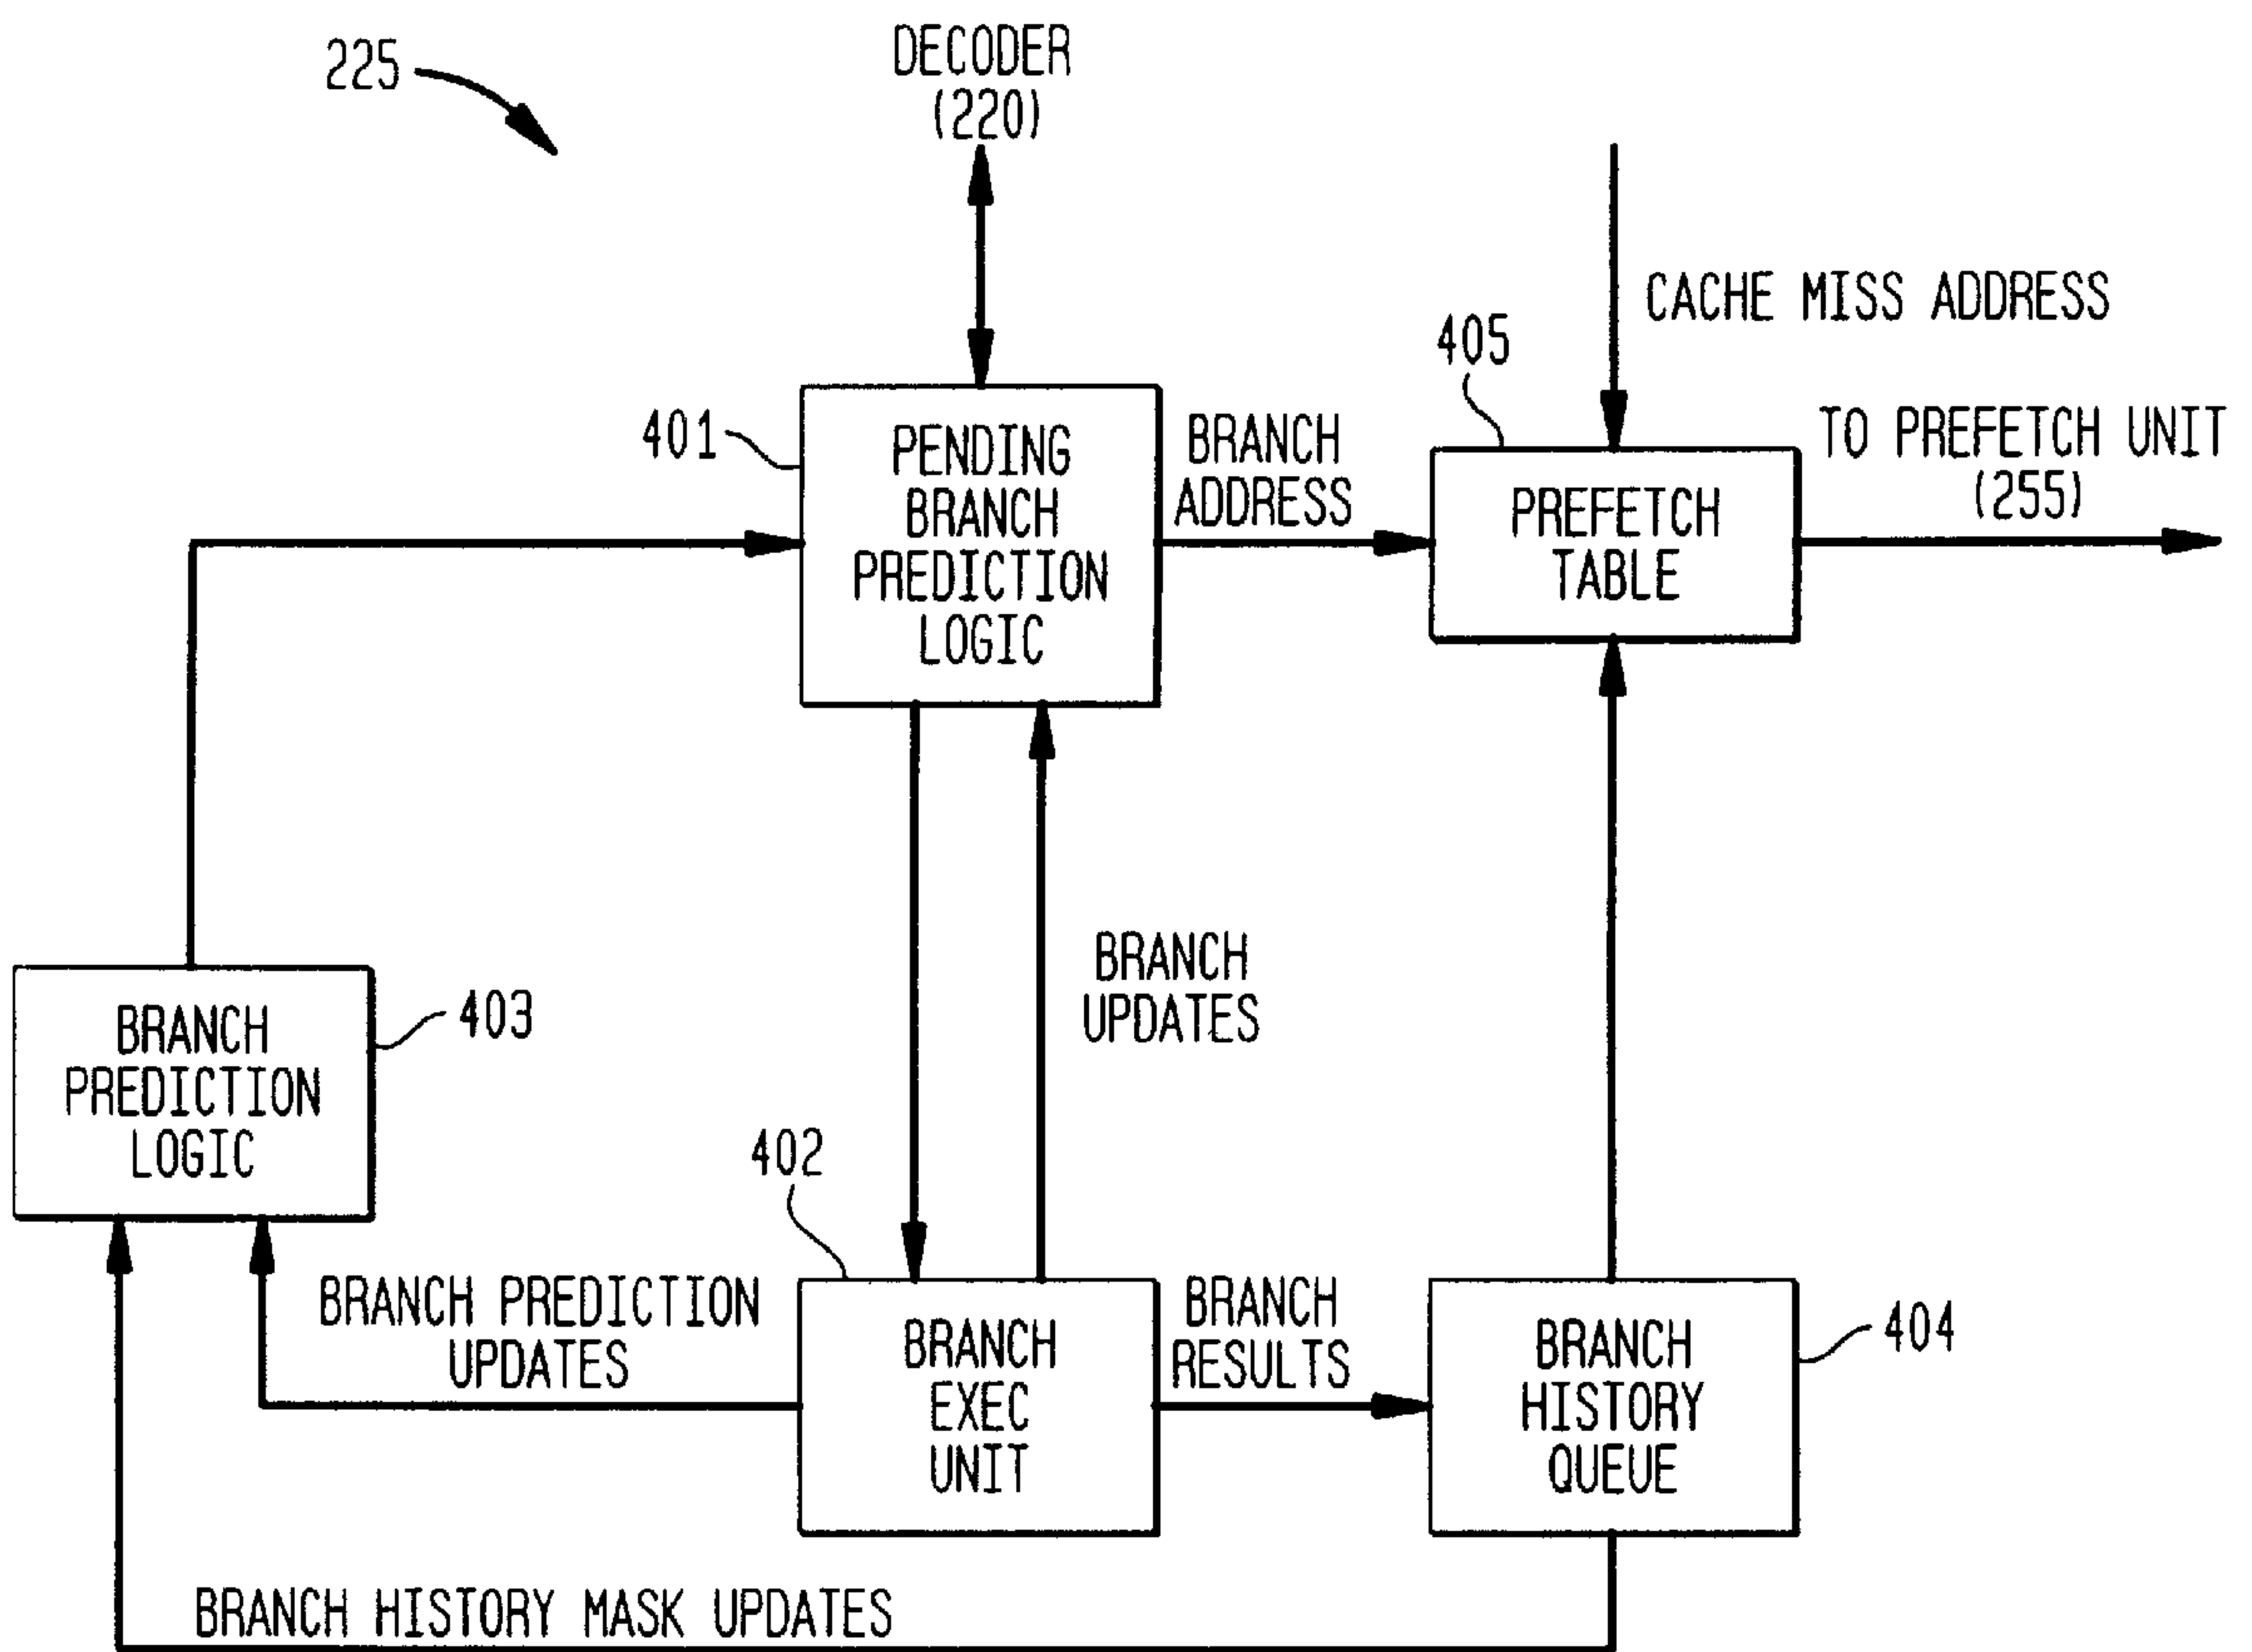 225
DECODER
(220)
CACHE MISS ADDRESS
405
401
PENDING
BRANCH
PREDICTION
LOGIC
BRANCH
ADDRESS
PREFETCH
TABLE
TO PREFETCH UNIT
(255)
BRANCH
UPDATES
BRANCH
PREDICTION
LOGIC
403
402
BRANCH PREDICTION
UPDATES
BRANCH
EXEC
UNIT
BRANCH
RESULTS
BRANCH
HISTORY
QUEUE
404
BRANCH HISTORY MASK UPDATES